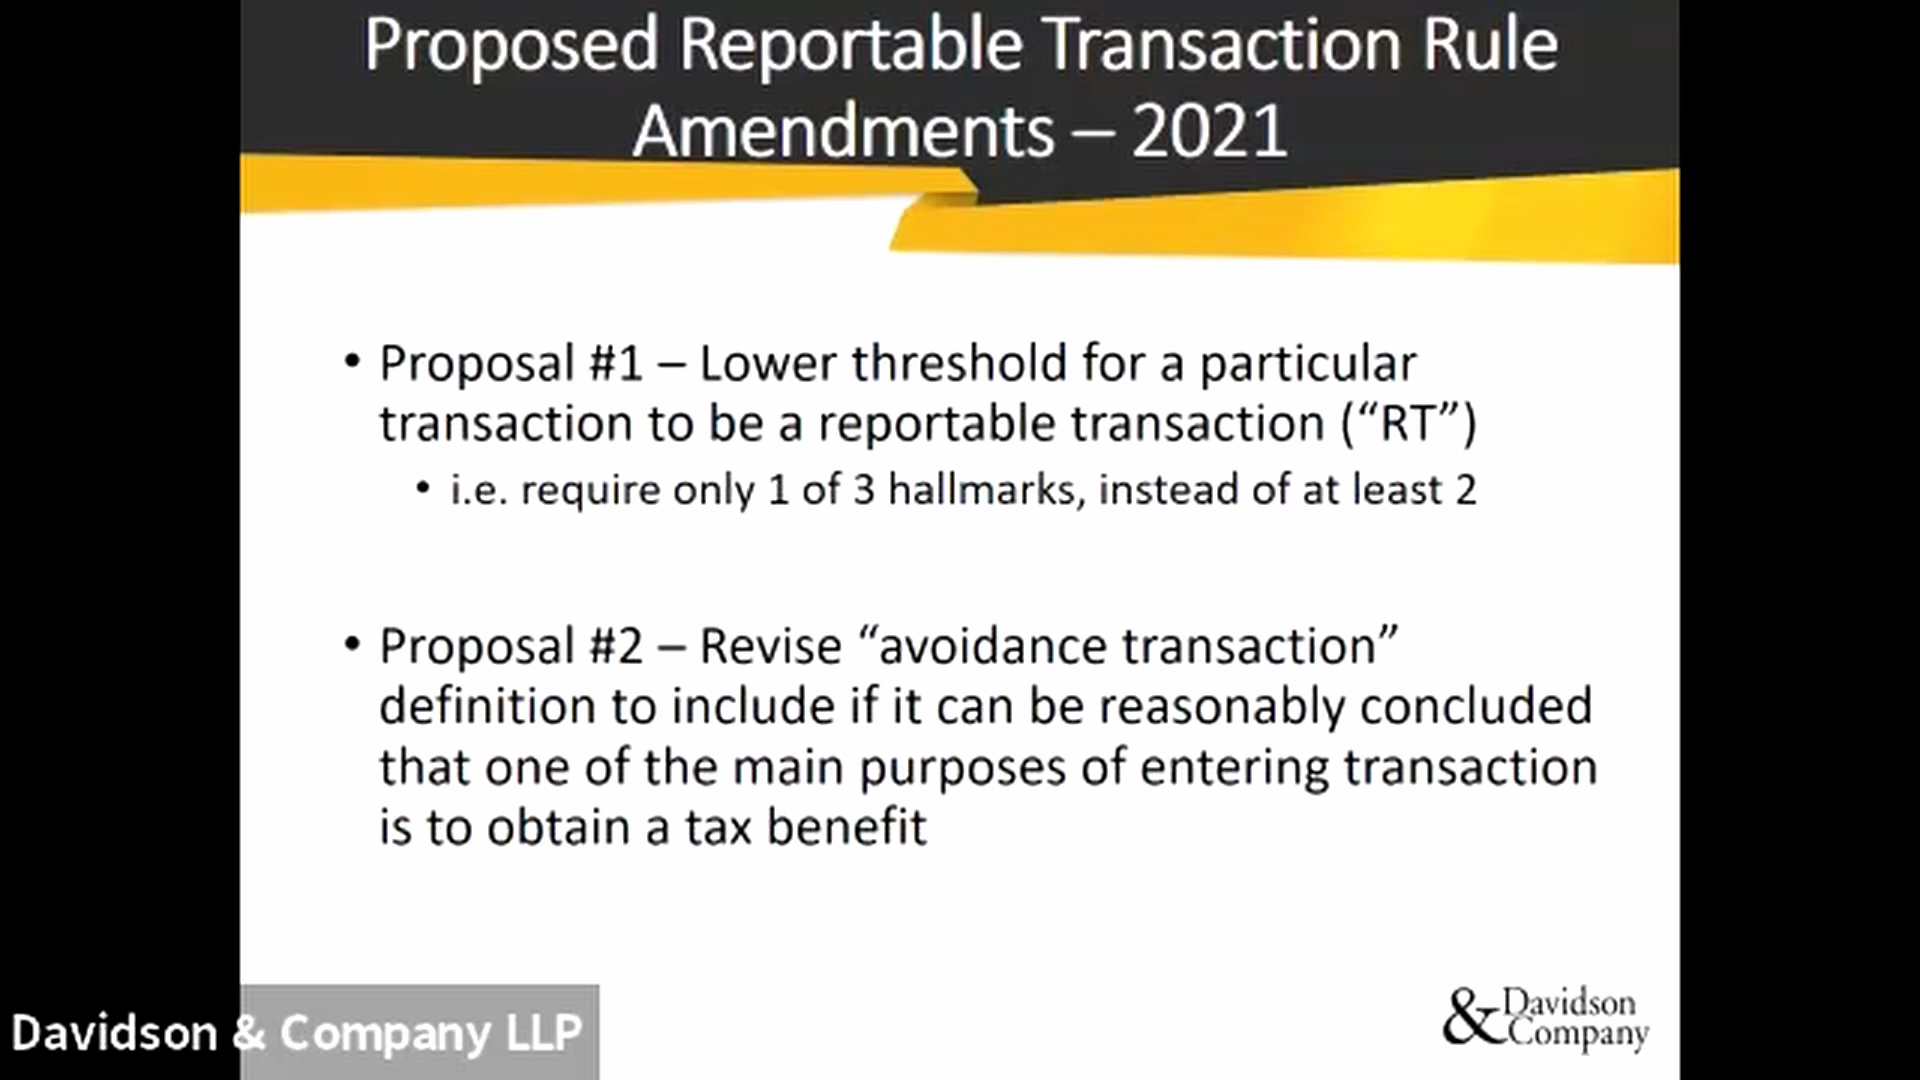 Proposed Reportable Transaction Rule
Amendments – 2021
• Proposal #1 – Lower threshold for a particular
transaction to be a reportable transaction (“RT”)
• i.e. require only 1 of 3 hallmarks, instead of at least 2
• Proposal #2 – Revise “avoidance transaction”
definition to include if it can be reasonably concluded
that one of the main purposes of entering transaction
is to obtain a tax benefit
Davidson & Company LLP
& Davidson
Company